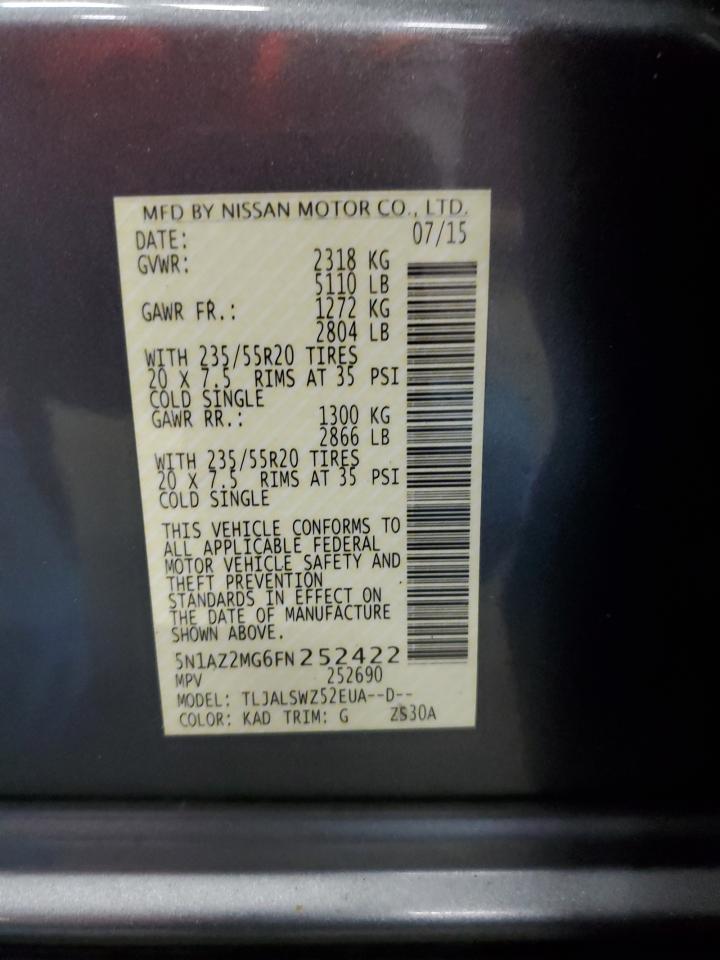 MFD BY NISSAN MOTOR CO., LTD.
DATE: 07/15
GVWR: 2318 KG
5110 LB
GAWR FR.: 1272 KG
2804 LB
WITH 235/55R20 TIRES
20 X 7.5 RIMS AT 35 PSI
COLD SINGLE
GAWR RR.: 1300 KG
2866 LB
WITH 235/55R20 TIRES
20 X 7.5 RIMS AT 35 PSI
COLD SINGLE
THIS VEHICLE CONFORMS TO
ALL APPLICABLE FEDERAL
MOTOR VEHICLE SAFETY AND
THEFT PREVENTION
STANDARDS IN EFFECT ON
THE DATE OF MANUFACTURE
SHOWN ABOVE.
5N1AZ2MG6FN252422
MPV 252690
MODEL: TLJALSWZ52EUA--D--
COLOR: KAD TRIM: G ZS30A